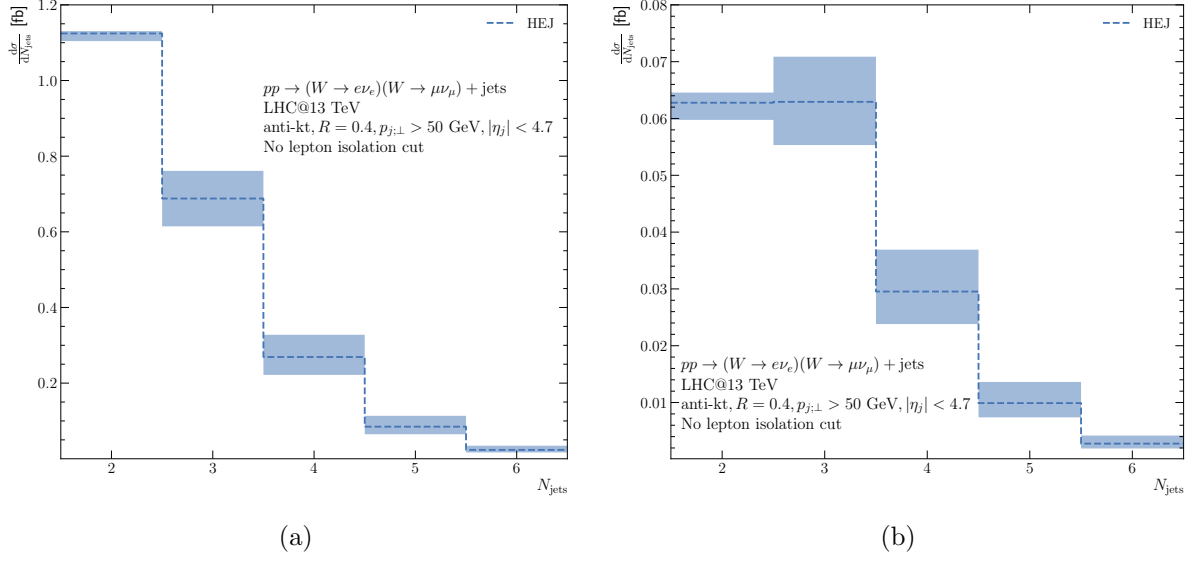 1.2
1.0
0.8
0.6
0.4
0.2
dσ/dN_jets [fb]
HEJ
pp → (W → eν_e)(W → μν_μ) + jets
LHC@13 TeV
anti-kt, R = 0.4, p_{j;⊥} > 50 GeV, |η_j| < 4.7
No lepton isolation cut
2 3 4 5 6
N_jets
(a)
0.08
0.07
0.06
0.05
0.04
0.03
0.02
0.01
dσ/dN_jets [fb]
HEJ
pp → (W → eν_e)(W → μν_μ) + jets
LHC@13 TeV
anti-kt, R = 0.4, p_{j;⊥} > 50 GeV, |η_j| < 4.7
No lepton isolation cut
2 3 4 5 6
N_jets
(b)